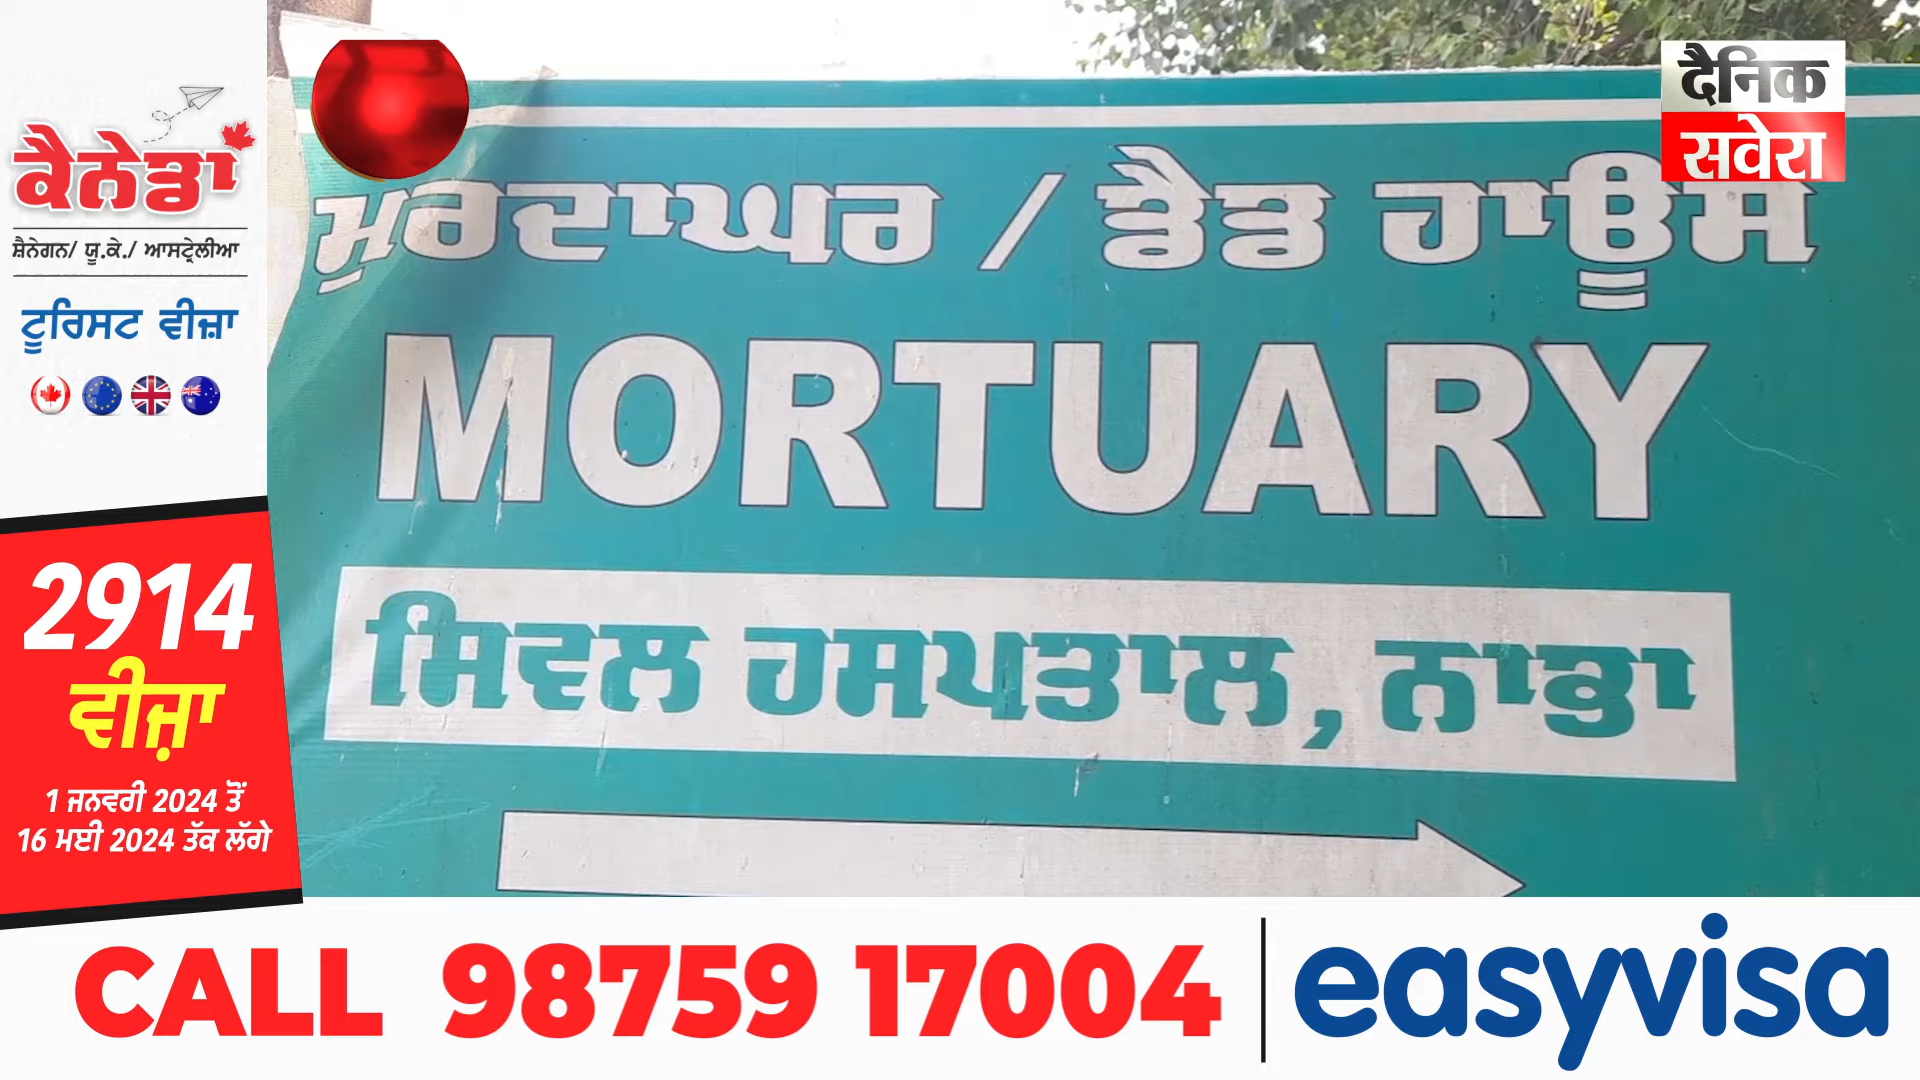 ਕੈਨੇਡਾ
ਸ਼ੈਨੇਗਨ/ ਯੂ.ਕੇ./ ਆਸਟ੍ਰੇਲੀਆ
ਟੂਰਿਸਟ ਵੀਜ਼ਾ
2914
ਵੀਜ਼ਾ
1 ਜਨਵਰੀ 2024 ਤੋਂ
16 ਮਈ 2024 ਤੱਕ ਲੱਗੇ
दैनिक
सवेरा
ਮੁਰਦਾਘਰ / ਡੈਡ ਹਾਊਸ
MORTUARY
ਸਿਵਲ ਹਸਪਤਾਲ, ਨਾਭਾ
CALL 98759 17004
easyvisa